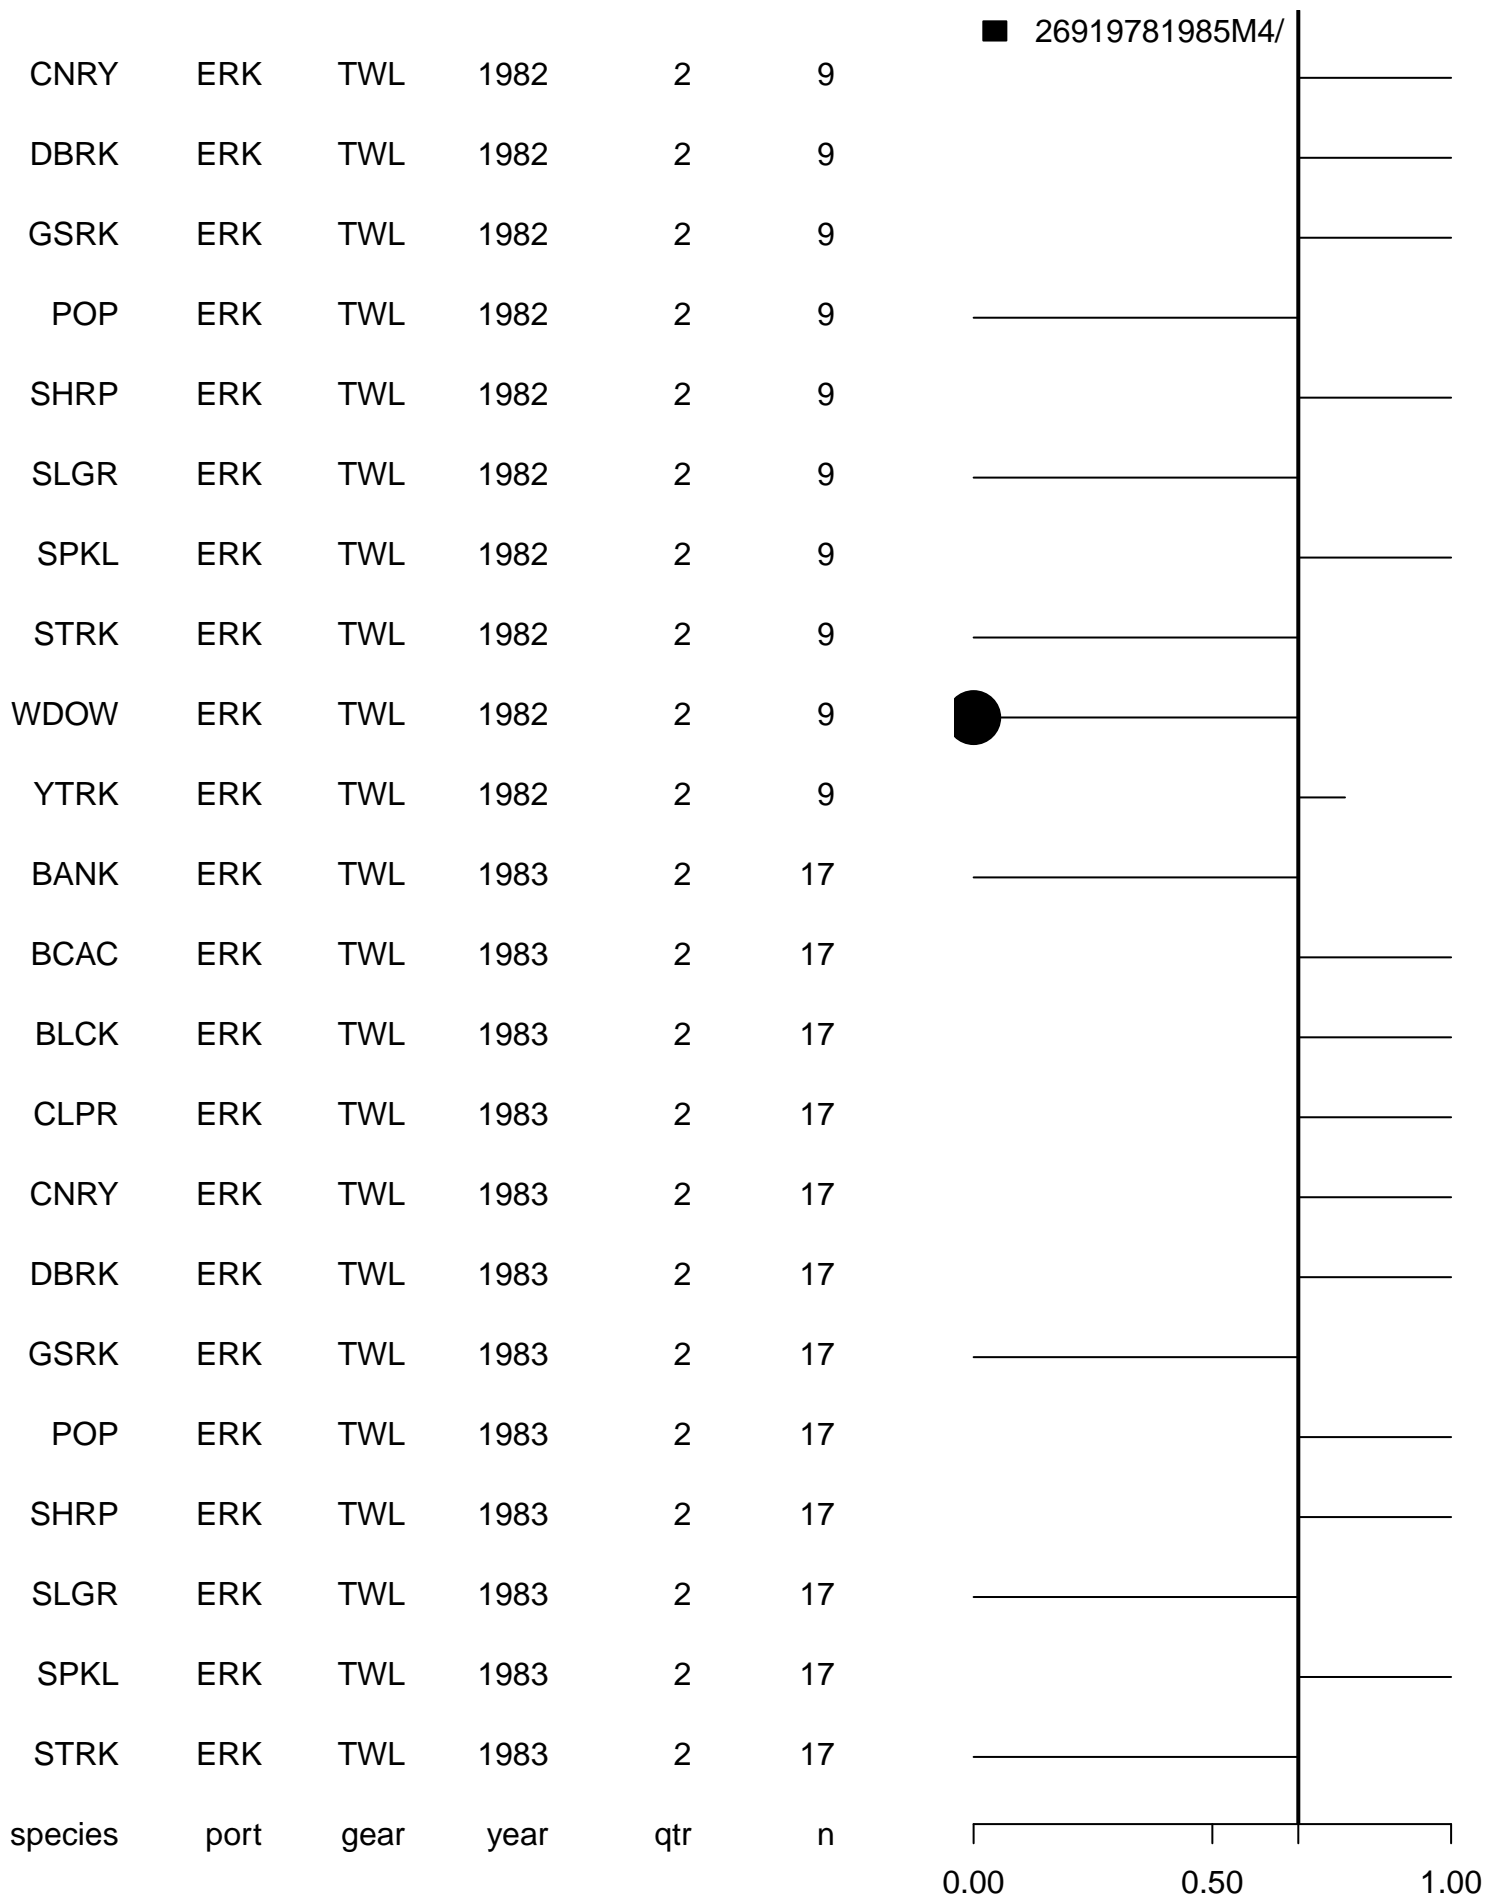 26919781985M4/
CNRY ERK TWL 1982 2 9
DBRK ERK TWL 1982 2 9
GSRK ERK TWL 1982 2 9
POP ERK TWL 1982 2 9
SHRP ERK TWL 1982 2 9
SLGR ERK TWL 1982 2 9
SPKL ERK TWL 1982 2 9
STRK ERK TWL 1982 2 9
WDOW ERK TWL 1982 2 9
YTRK ERK TWL 1982 2 9
BANK ERK TWL 1983 2 17
BCAC ERK TWL 1983 2 17
BLCK ERK TWL 1983 2 17
CLPR ERK TWL 1983 2 17
CNRY ERK TWL 1983 2 17
DBRK ERK TWL 1983 2 17
GSRK ERK TWL 1983 2 17
POP ERK TWL 1983 2 17
SHRP ERK TWL 1983 2 17
SLGR ERK TWL 1983 2 17
SPKL ERK TWL 1983 2 17
STRK ERK TWL 1983 2 17
species port gear year qtr n
0.00 0.50 1.00